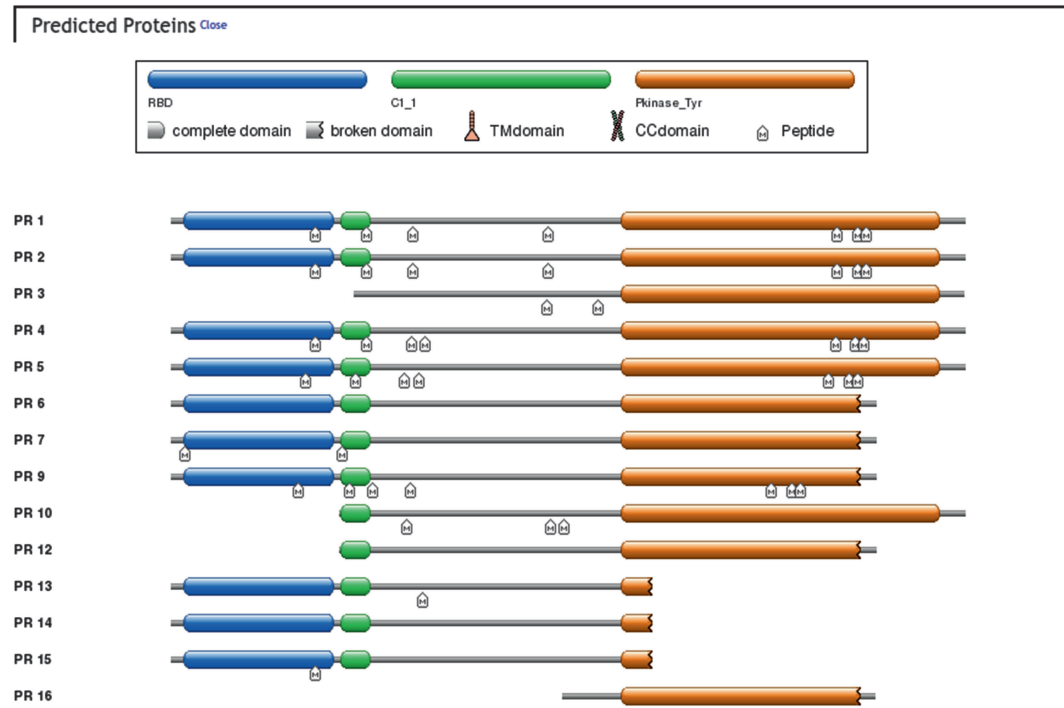 Predicted Proteins Close
RBD C1_1 Pkinase_Tyr
complete domain broken domain TMdomain CCdomain M Peptide
PR 1
M M M M M M M
PR 2
M M M M M M M
PR 3
M M
PR 4
M M M M M M M
PR 5
M M M M M M M
PR 6
PR 7
M M
PR 9
M M M M M M M
PR 10
M M M
PR 12
PR 13
M
PR 14
PR 15
M
PR 16